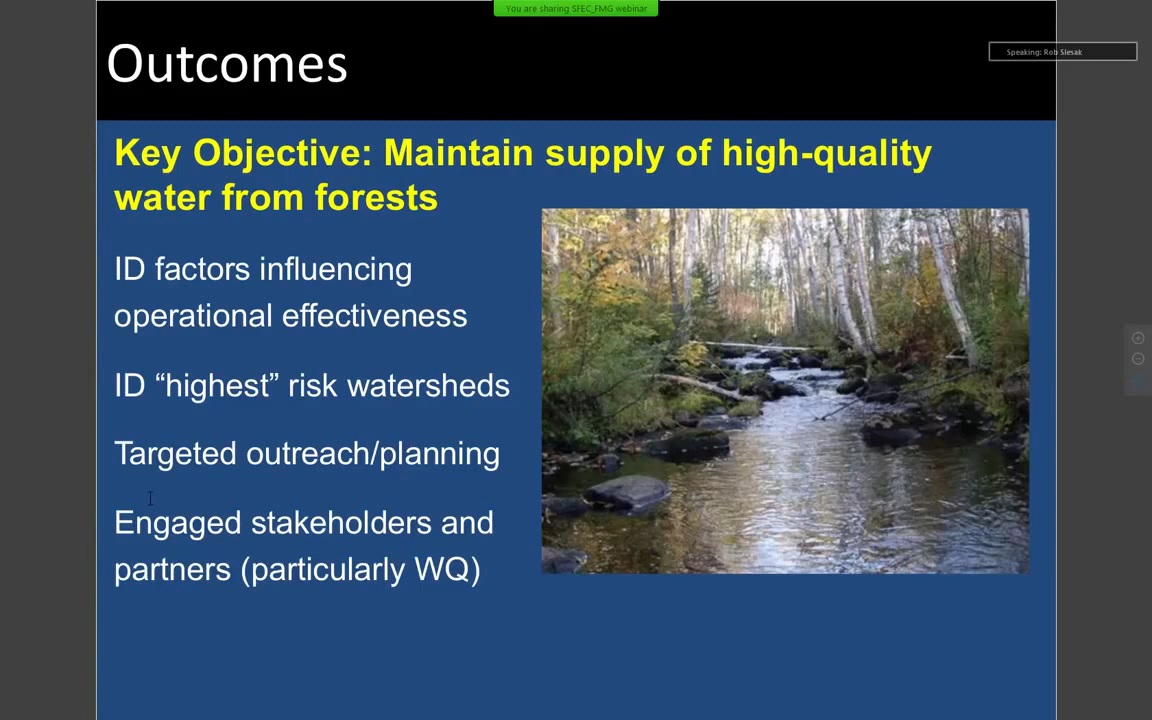 You are sharing SFEC_FMG webinar
Outcomes
Speaking: Rob Slesak
Key Objective: Maintain supply of high-quality
water from forests
ID factors influencing
operational effectiveness
ID “highest” risk watersheds
Targeted outreach/planning
Engaged stakeholders and
partners (particularly WQ)